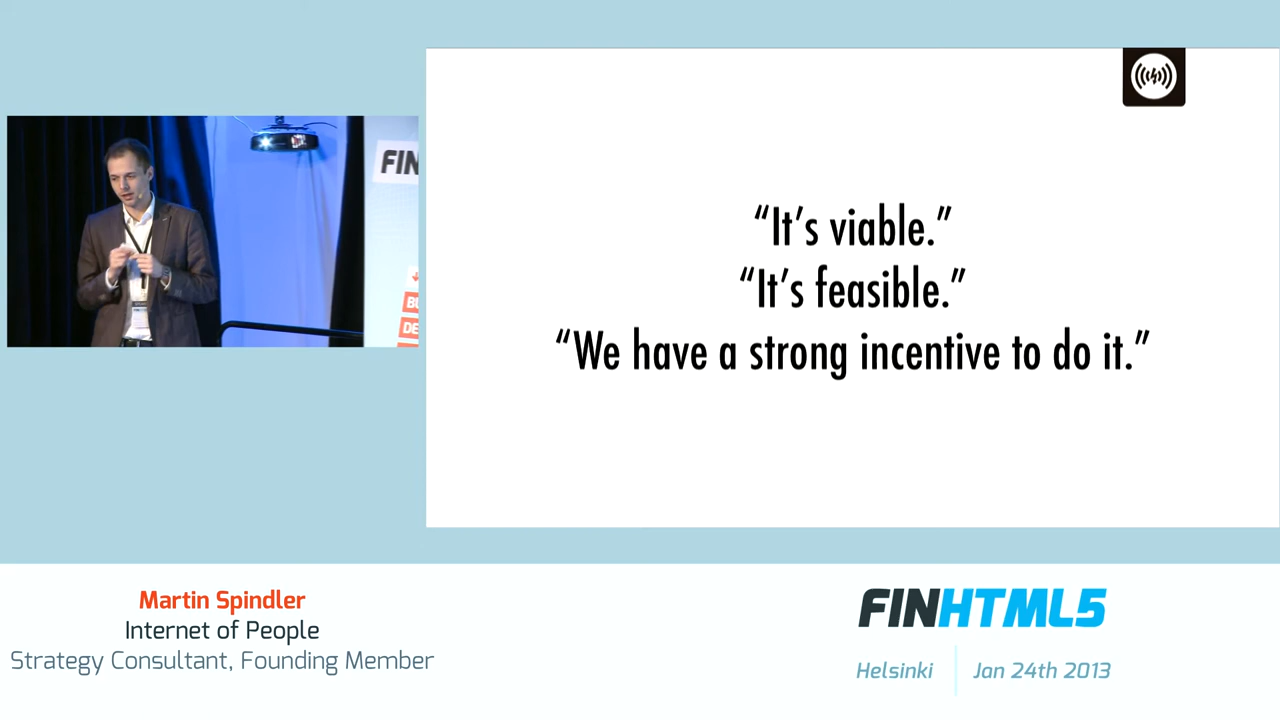 FIN
“It’s viable.”
“It’s feasible.”
“We have a strong incentive to do it.”
Martin Spindler
Internet of People
Strategy Consultant, Founding Member
FINHTML5
Helsinki
Jan 24th 2013